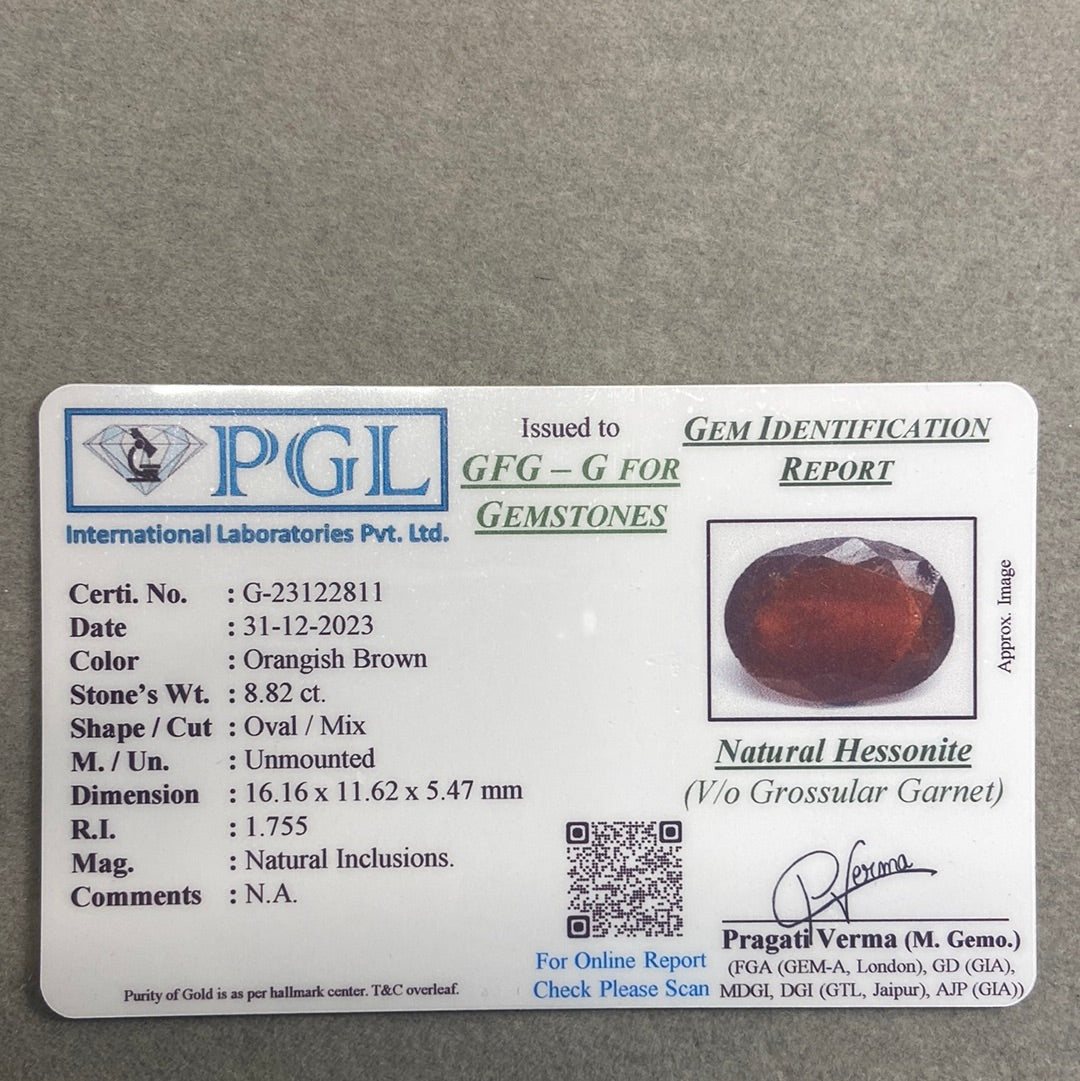 PGL
International Laboratories Pvt. Ltd.
Issued to
GFG – G FOR
GEMSTONES
GEM IDENTIFICATION
REPORT
Certi. No. : G-23122811
Date : 31-12-2023
Color : Orangish Brown
Stone's Wt. : 8.82 ct.
Shape / Cut : Oval / Mix
M. / Un. : Unmounted
Dimension : 16.16 x 11.62 x 5.47 mm
R.I. : 1.755
Mag. : Natural Inclusions.
Comments : N.A.
Purity of Gold is as per hallmark center. T&C overleaf.
Approx. Image
Natural Hessonite
(V/o Grossular Garnet)
For Online Report
Check Please Scan
PVerma
Pragati Verma (M. Gemo.)
(FGA (GEM-A, London), GD (GIA),
MDGI, DGI (GTL, Jaipur), AJP (GIA))